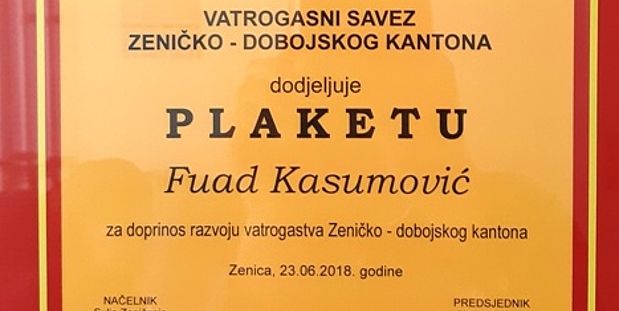 VATROGASNI SAVEZ
ZENIČKO - DOBOJSKOG KANTONA
dodjeljuje
PLAKETU
Fuad Kasumović
za doprinos razvoju vatrogastva Zeničko - dobojskog kantona
Zenica, 23.06.2018. godine
NAČELNIK PREDSJEDNIK